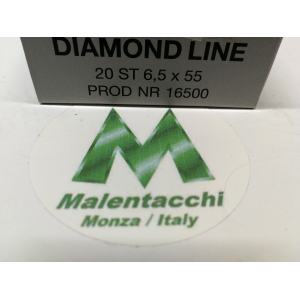 DIAMOND LINE
20 ST 6,5 x 55
PROD NR 16500
M
Malentacchi
Monza / Italy